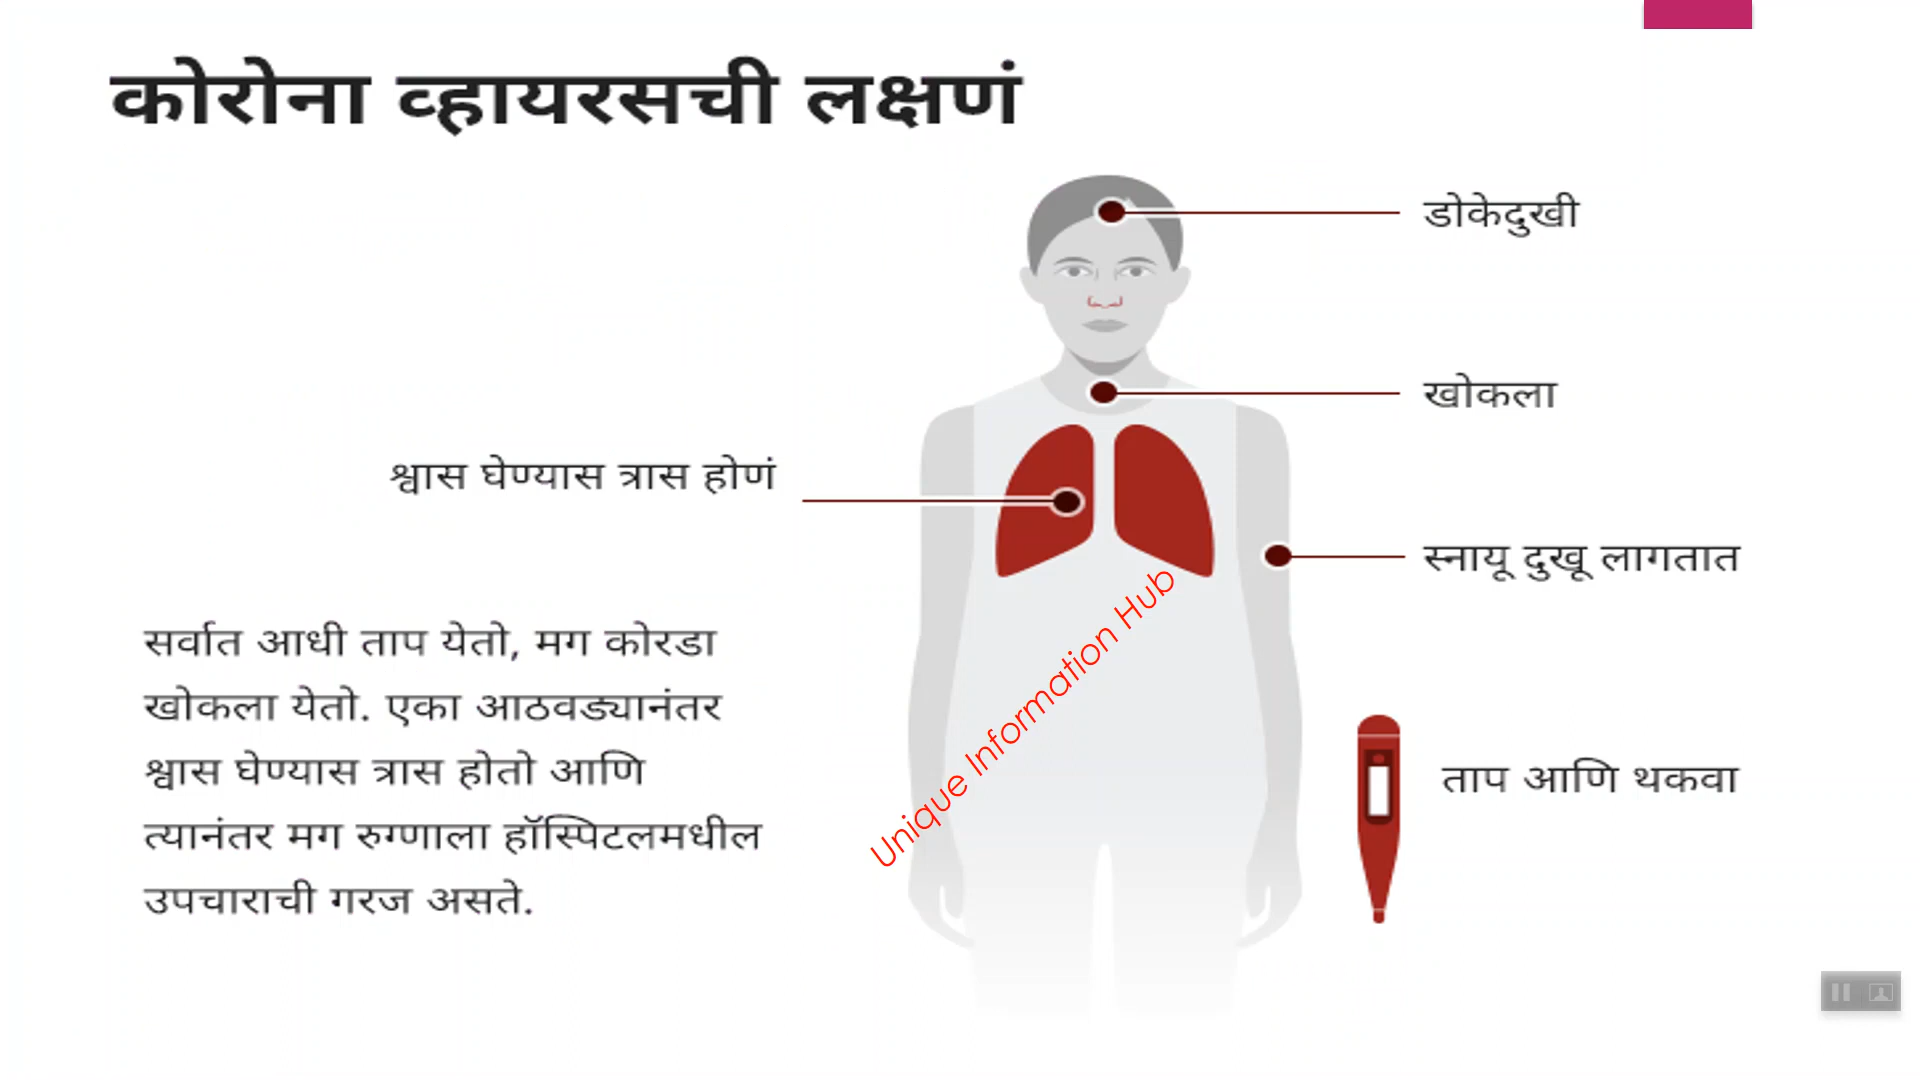 कोरोना व्हायरसची लक्षणं
डोकेदुखी
खोकला
श्वास घेण्यास त्रास होणं
स्नायू दुखू लागतात
सर्वात आधी ताप येतो, मग कोरडा
खोकला येतो. एका आठवड्यानंतर
श्वास घेण्यास त्रास होतो आणि
त्यानंतर मग रुग्णाला हॉस्पिटलमधील
उपचाराची गरज असते.
ताप आणि थकवा
Unique Information Hub